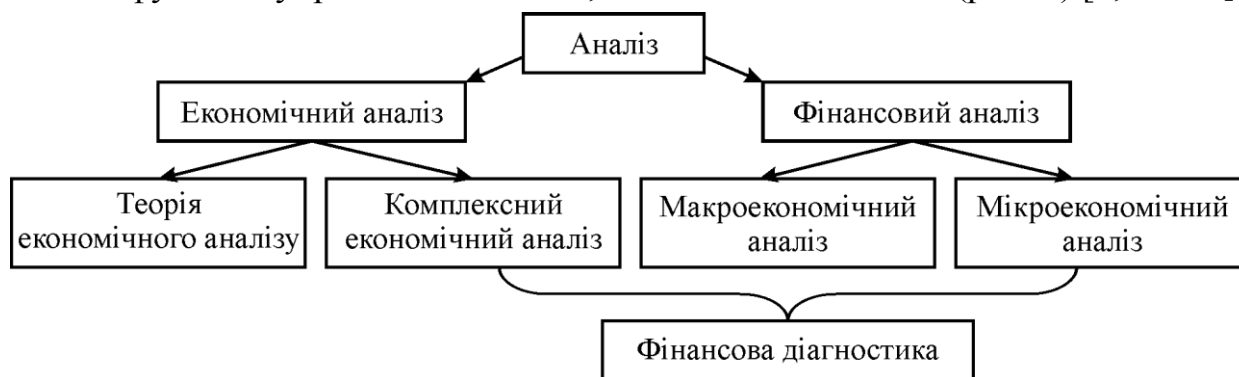 Аналіз
Економічний аналіз
Фінансовий аналіз
Теорія
економічного аналізу
Комплексний
економічний аналіз
Макроекономічний
аналіз
Мікроекономічний
аналіз
Фінансова діагностика